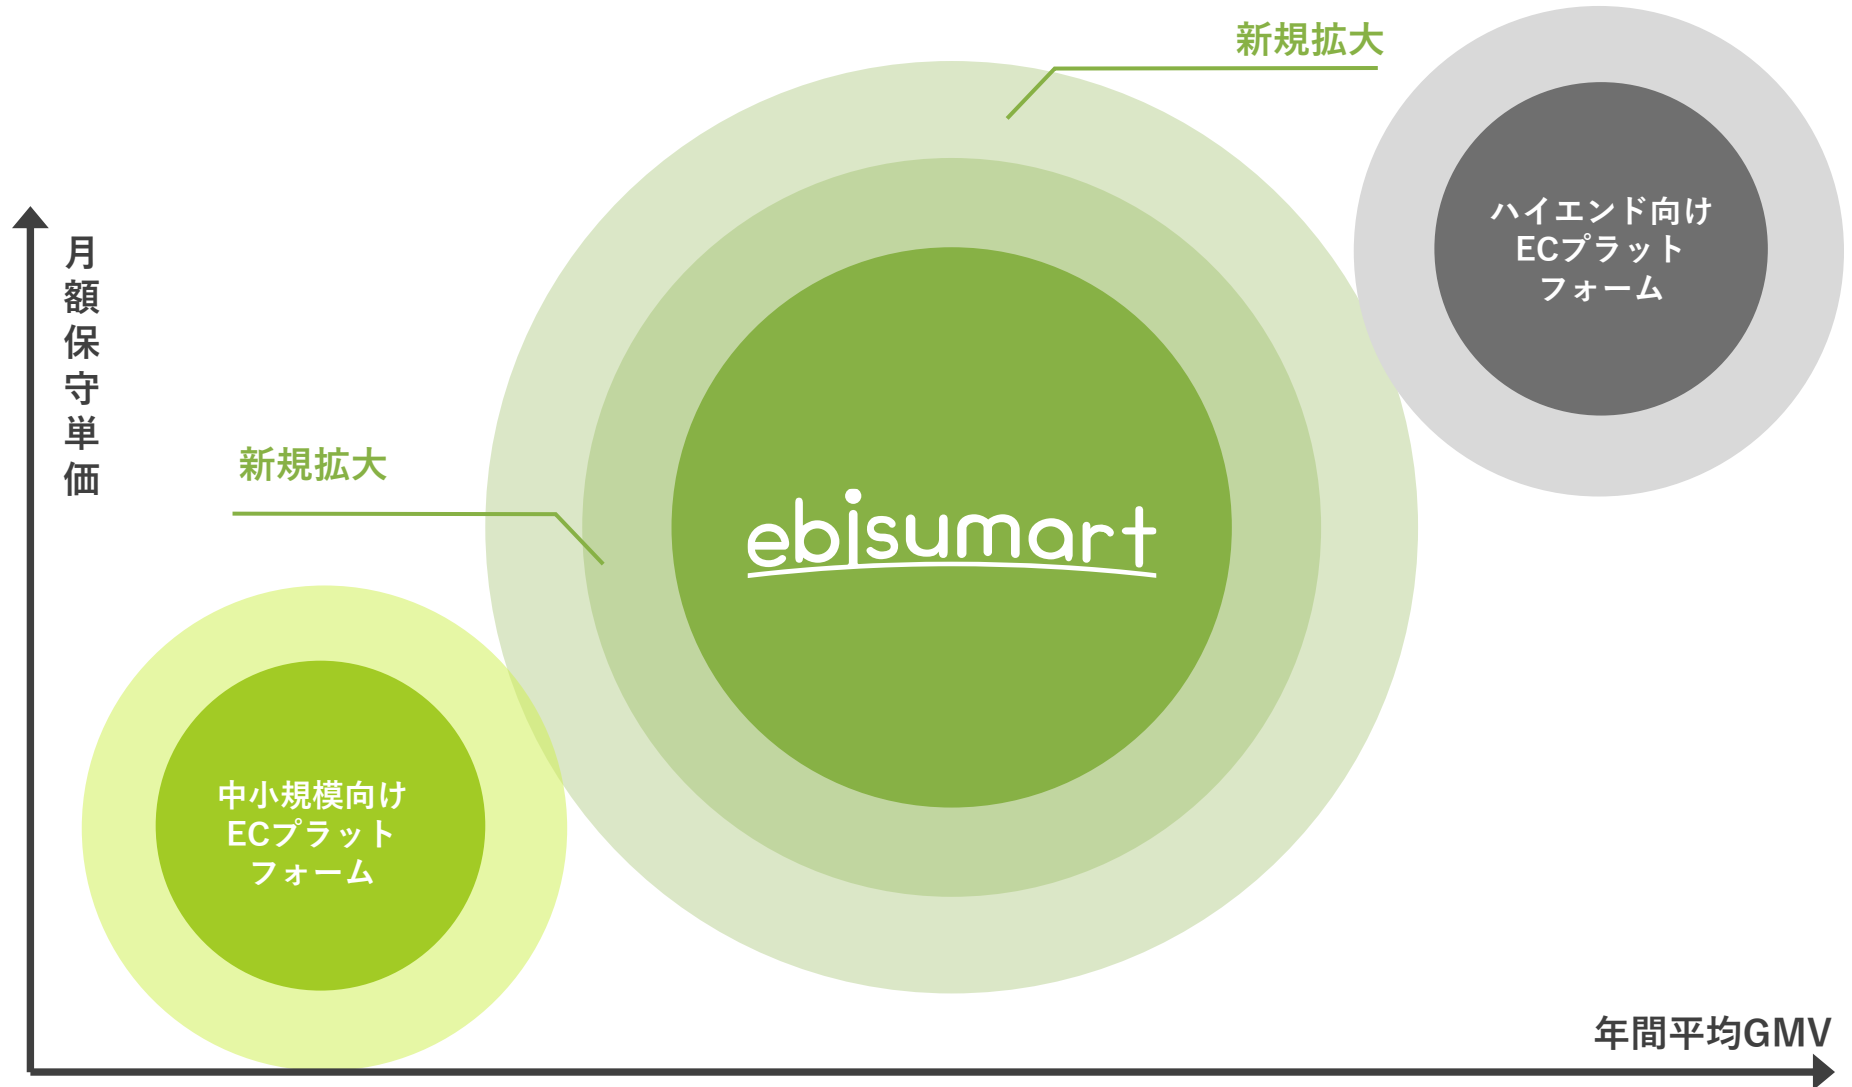 新規拡大
ハイエンド向け
ECプラット
フォーム
月額保守単価
新規拡大
ebisumart
中小規模向け
ECプラット
フォーム
年間平均GMV